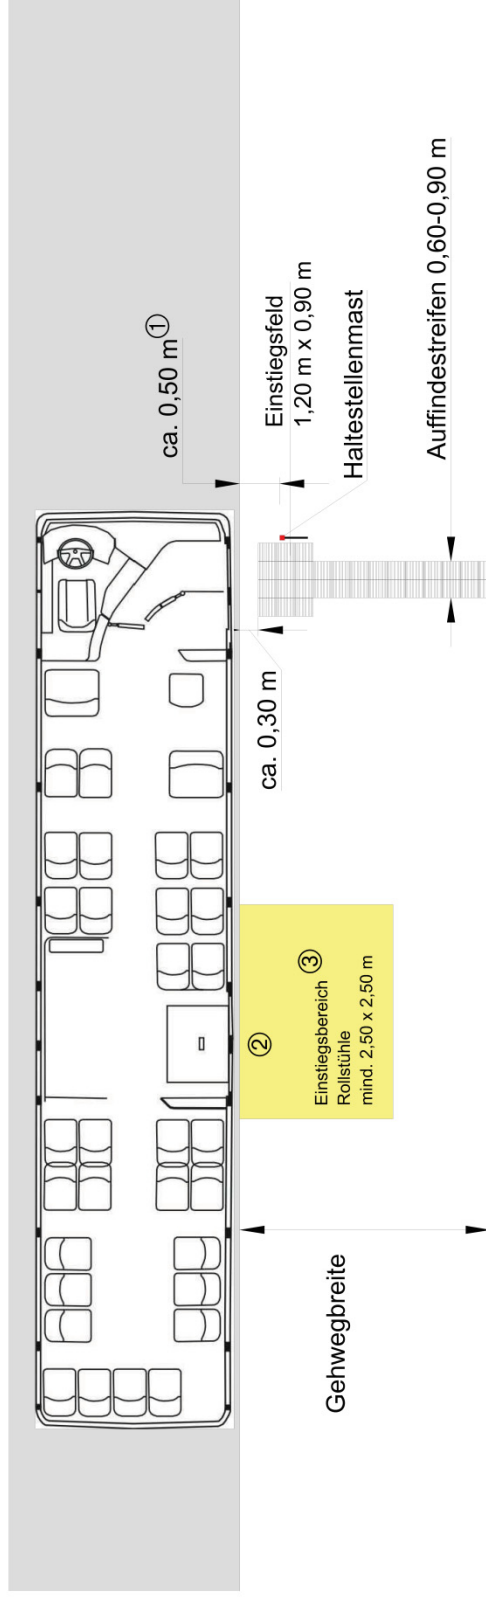 ca. 0,50 m ①
Einstiegsfeld
1,20 m x 0,90 m
Haltestellenmast
Auffindestreifen 0,60-0,90 m
ca. 0,30 m
②
Einstiegsbereich ③
Rollstühle
mind. 2,50 x 2,50 m
Gehwegbreite